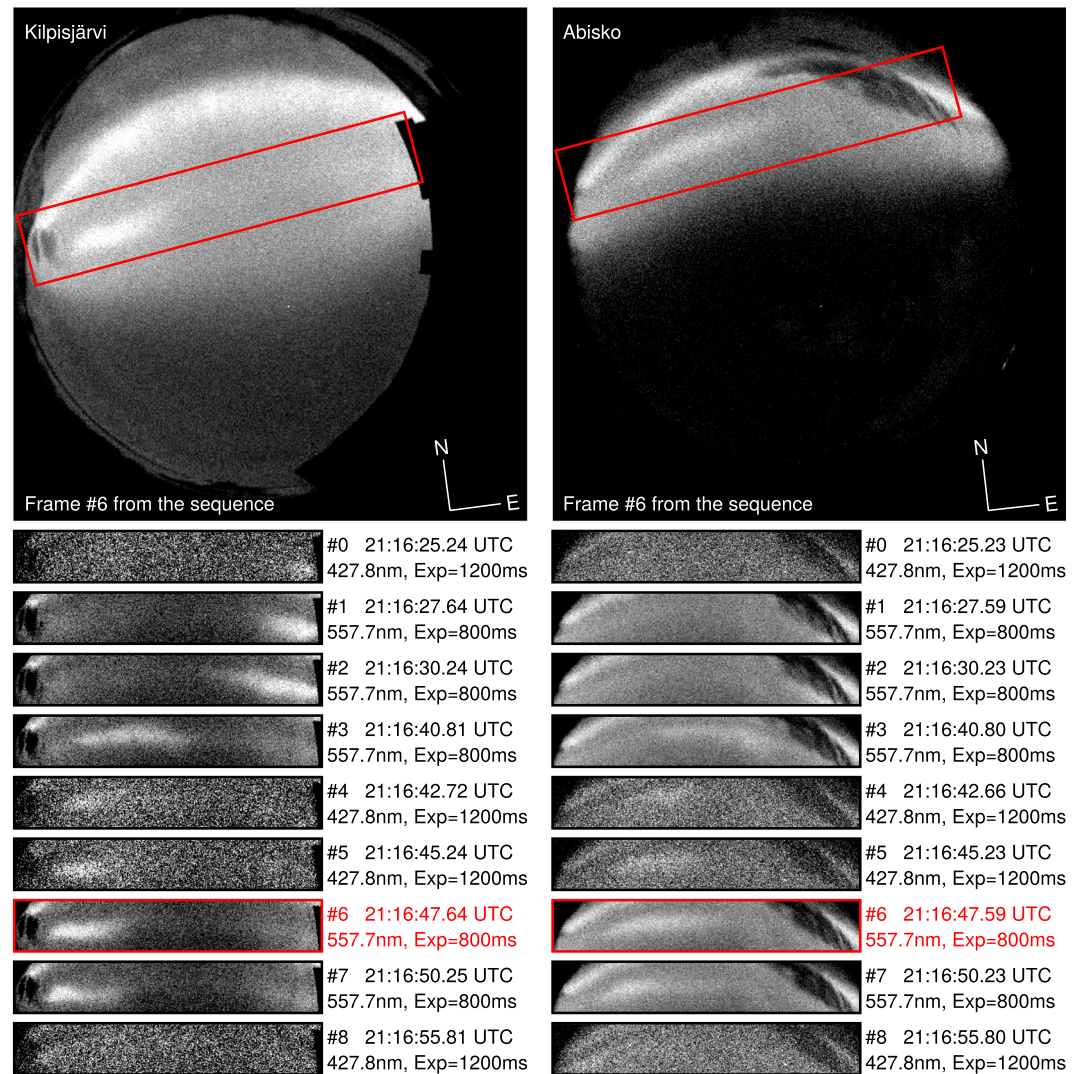 Kilpisjärvi
N
E
Frame #6 from the sequence
Abisko
N
E
Frame #6 from the sequence
#0 21:16:25.24 UTC
427.8nm, Exp=1200ms
#1 21:16:27.64 UTC
557.7nm, Exp=800ms
#2 21:16:30.24 UTC
557.7nm, Exp=800ms
#3 21:16:40.81 UTC
557.7nm, Exp=800ms
#4 21:16:42.72 UTC
427.8nm, Exp=1200ms
#5 21:16:45.24 UTC
427.8nm, Exp=1200ms
#6 21:16:47.64 UTC
557.7nm, Exp=800ms
#7 21:16:50.25 UTC
557.7nm, Exp=800ms
#8 21:16:55.81 UTC
427.8nm, Exp=1200ms
#0 21:16:25.23 UTC
427.8nm, Exp=1200ms
#1 21:16:27.59 UTC
557.7nm, Exp=800ms
#2 21:16:30.23 UTC
557.7nm, Exp=800ms
#3 21:16:40.80 UTC
557.7nm, Exp=800ms
#4 21:16:42.66 UTC
427.8nm, Exp=1200ms
#5 21:16:45.23 UTC
427.8nm, Exp=1200ms
#6 21:16:47.59 UTC
557.7nm, Exp=800ms
#7 21:16:50.23 UTC
557.7nm, Exp=800ms
#8 21:16:55.80 UTC
427.8nm, Exp=1200ms